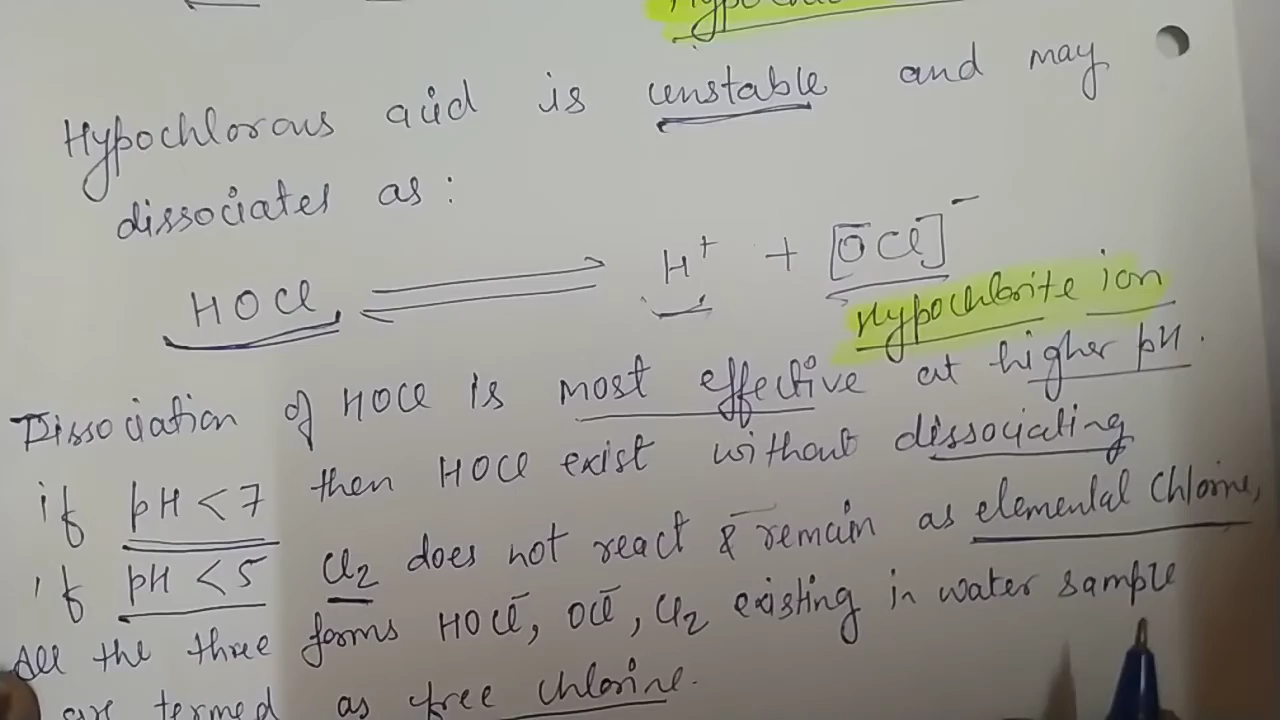 Hypochlorous acid is unstable and may
dissociates as:
HOCl ⇌ H⁺ + [ŌCl]⁻
Hypochlorite ion
Dissociation of HOCl is most effective at higher pH.
if pH < 7 then HOCl exist without dissociating
if pH < 5 Cl₂ does not react & remain as elemental Chlorine,
All the three forms HOCl̄, OCl̄, Cl₂ existing in water sample
are termed as free chlorine.